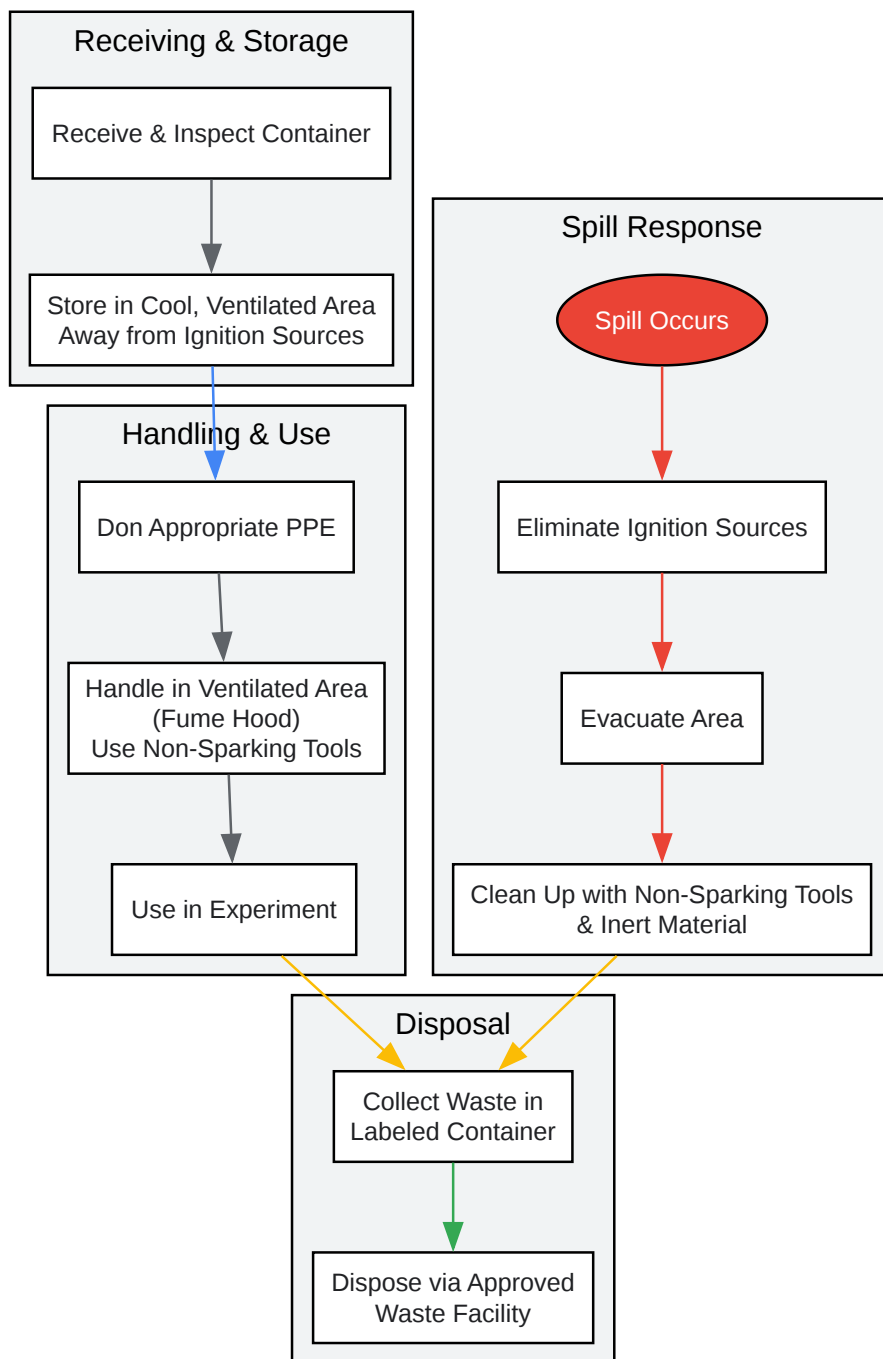 Receiving & Storage
Receive & Inspect Container
Store in Cool, Ventilated Area
Away from Ignition Sources
Handling & Use
Don Appropriate PPE
Handle in Ventilated Area
(Fume Hood)
Use Non-Sparking Tools
Use in Experiment
Spill Response
Spill Occurs
Eliminate Ignition Sources
Evacuate Area
Clean Up with Non-Sparking Tools
& Inert Material
Disposal
Collect Waste in
Labeled Container
Dispose via Approved
Waste Facility